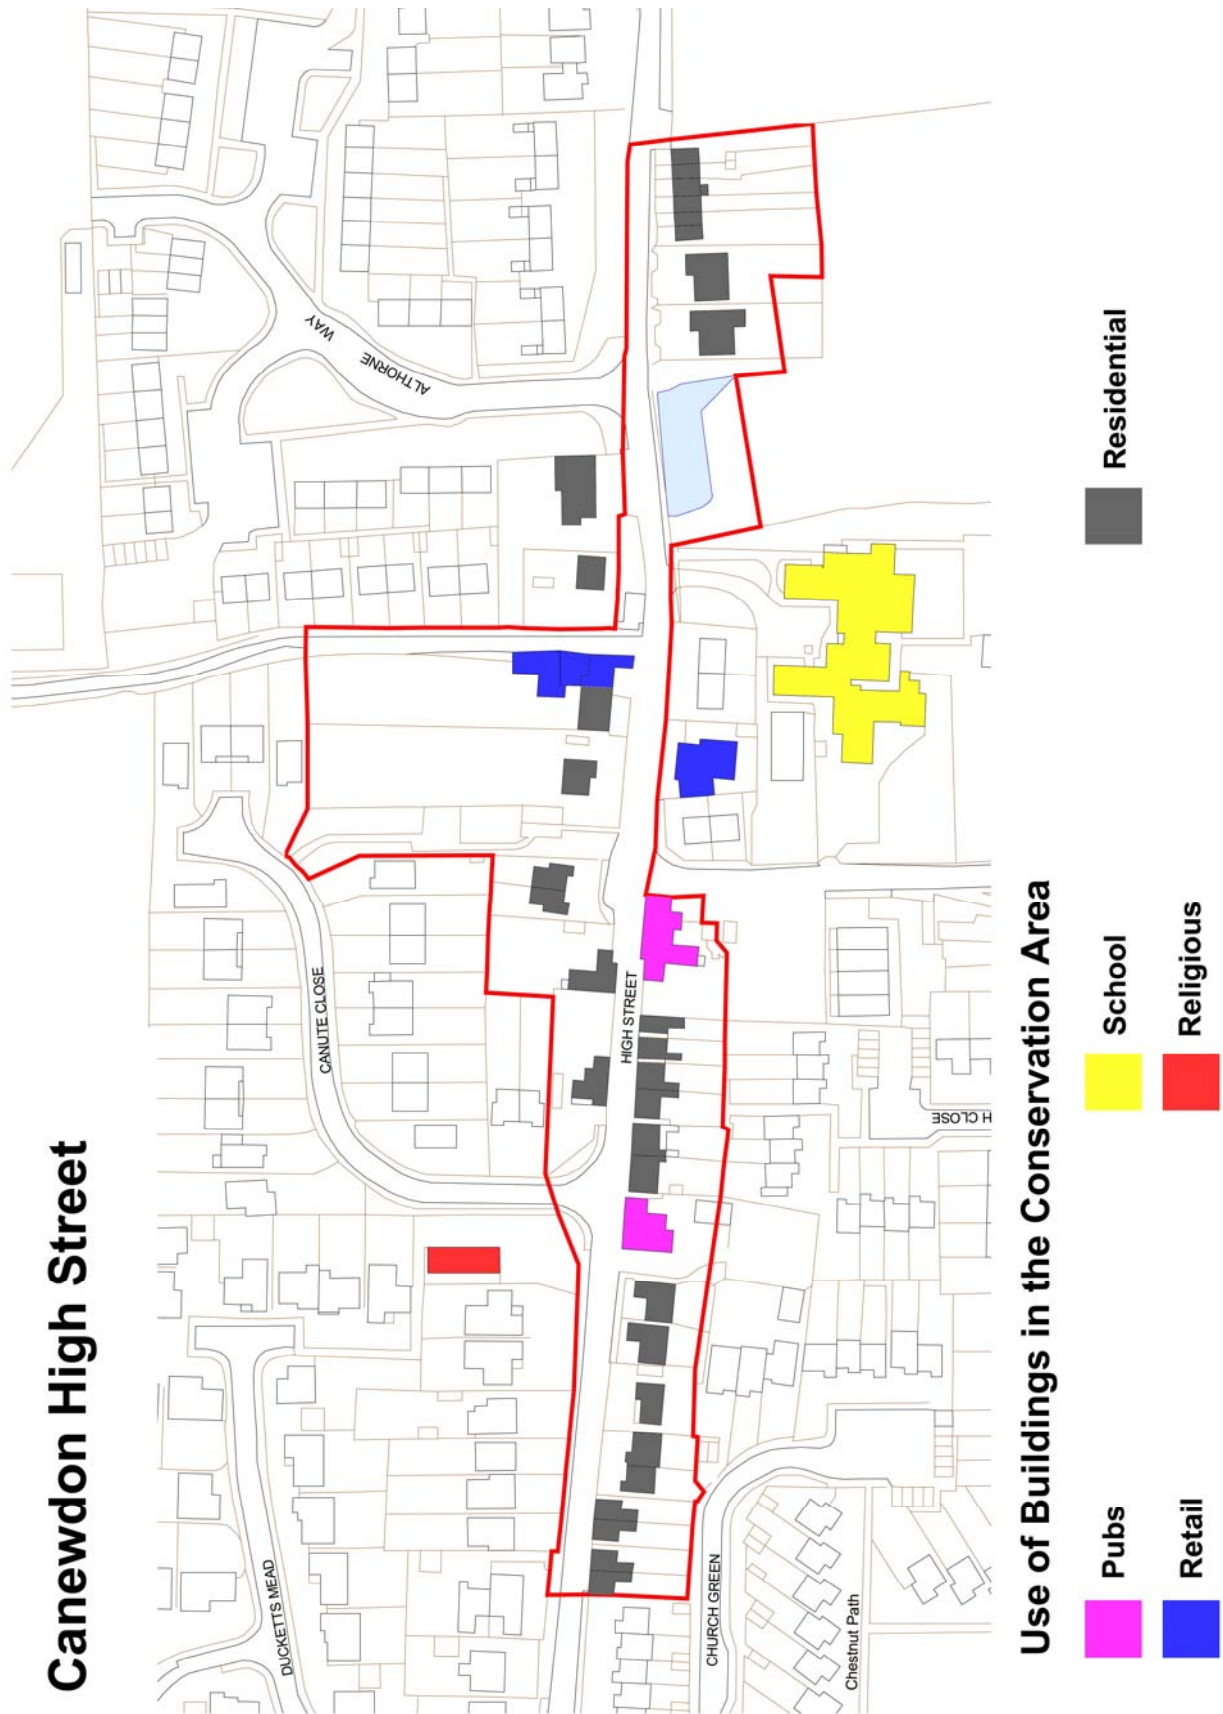 Canewdon High Street
DUCKETTS MEAD
CANUTE CLOSE
ALTHORNE
WAY
HIGH STREET
CHURCH GREEN
Chestnut Path
H CLOSE
Use of Buildings in the Conservation Area
Pubs
School
Residential
Retail
Religious